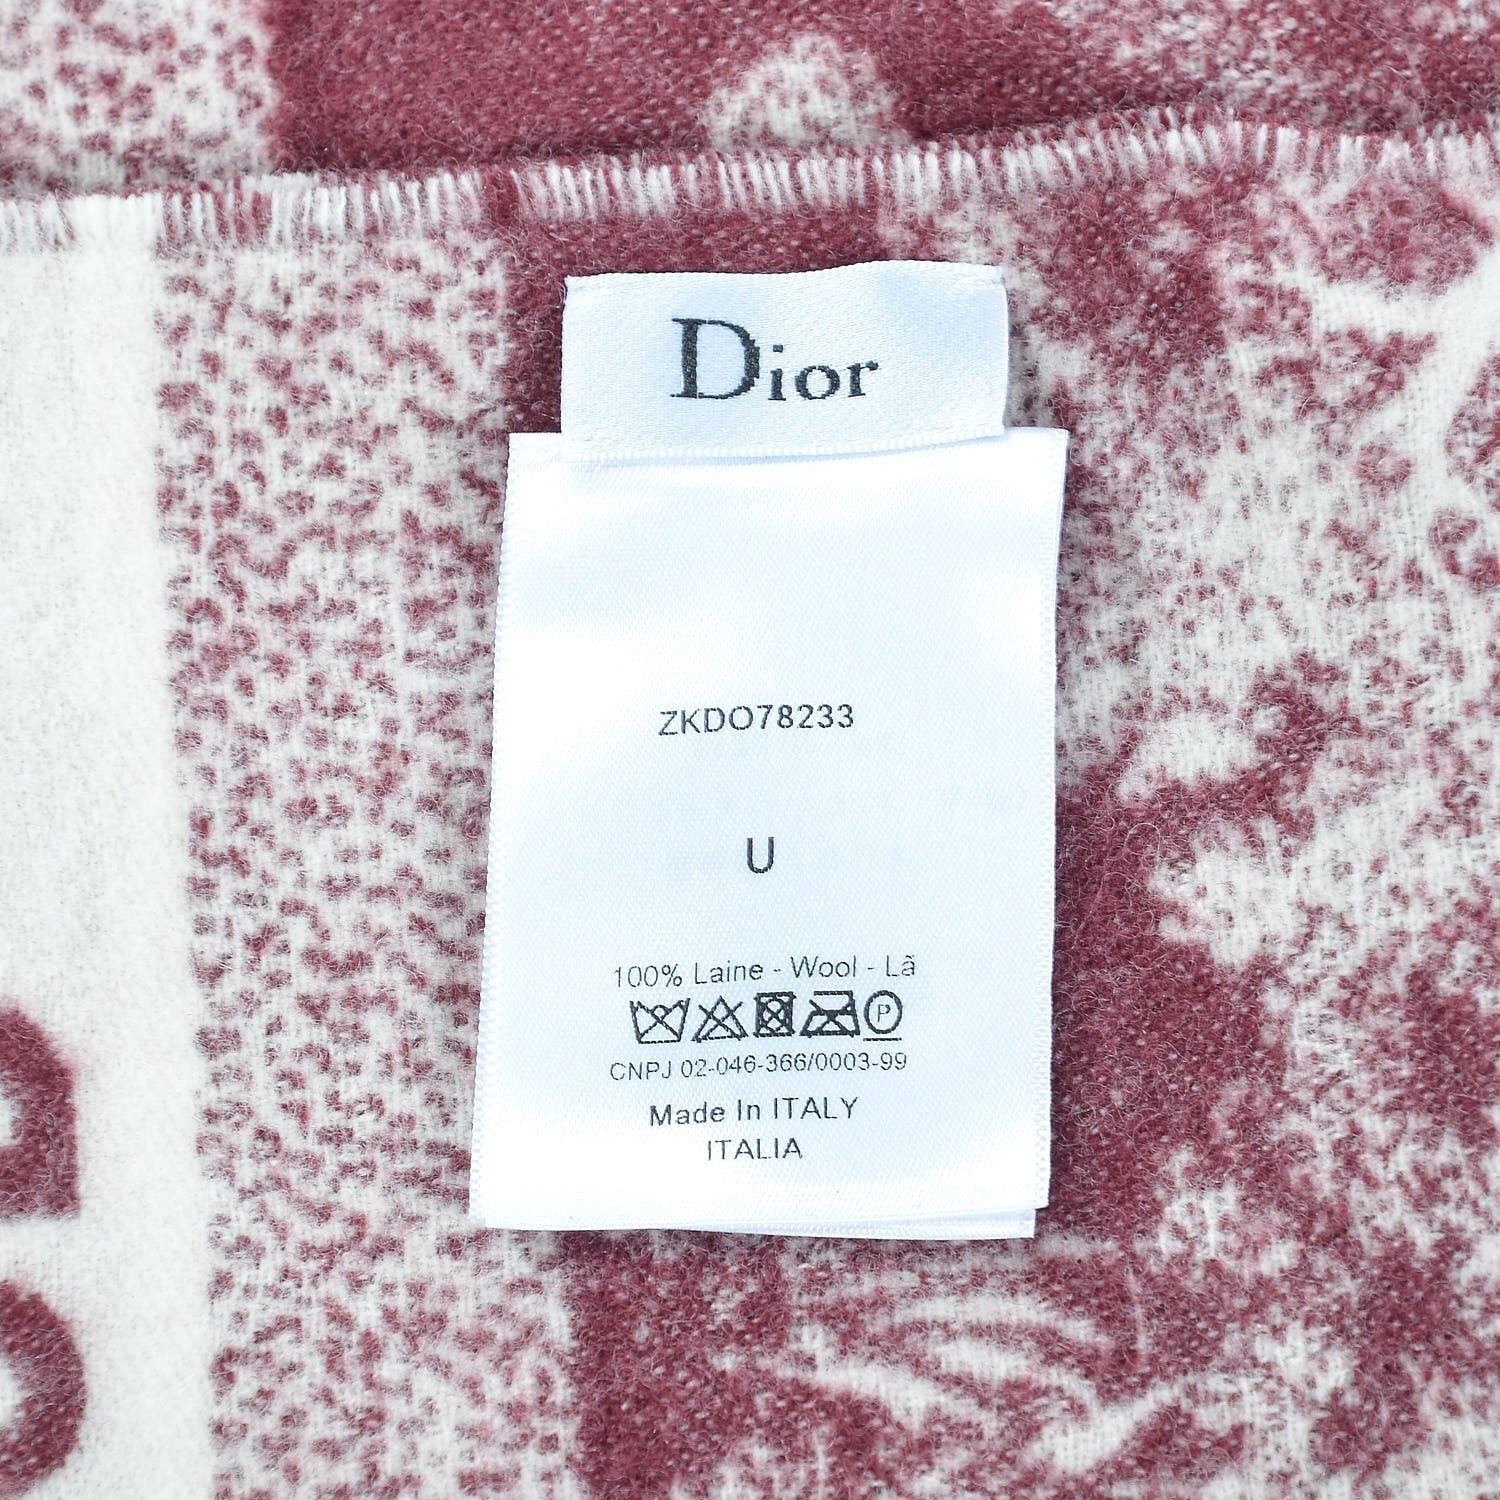 Dior
ZKDO78233
U
100% Laine - Wool - Lã
P
CNPJ 02-046-366/0003-99
Made In ITALY
ITALIA